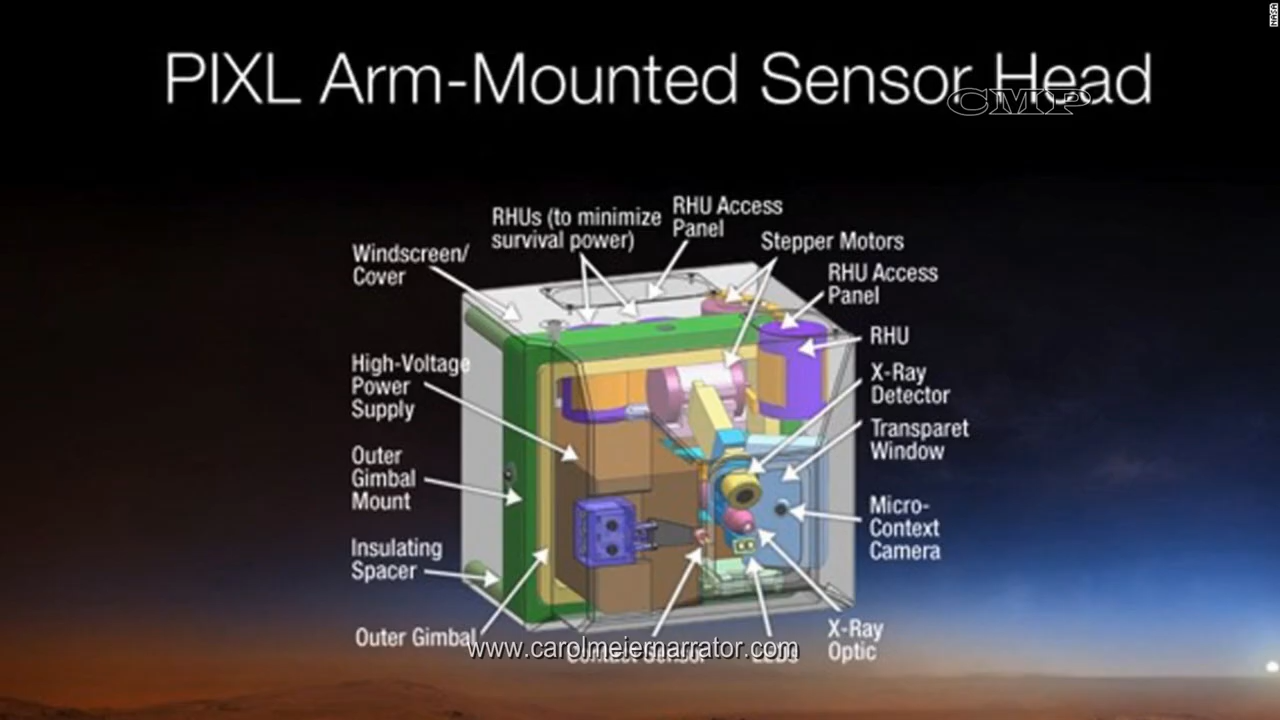 NASA
PIXL Arm-Mounted Sensor Head
CMP
RHUs (to minimize
survival power)
RHU Access
Panel
Stepper Motors
Windscreen/
Cover
RHU Access
Panel
RHU
High-Voltage
Power
Supply
X-Ray
Detector
Transparet
Window
Outer
Gimbal
Mount
Micro-
Context
Camera
Insulating
Spacer
Outer Gimbal
X-Ray
Optic
www.carolmeiernarrator.com